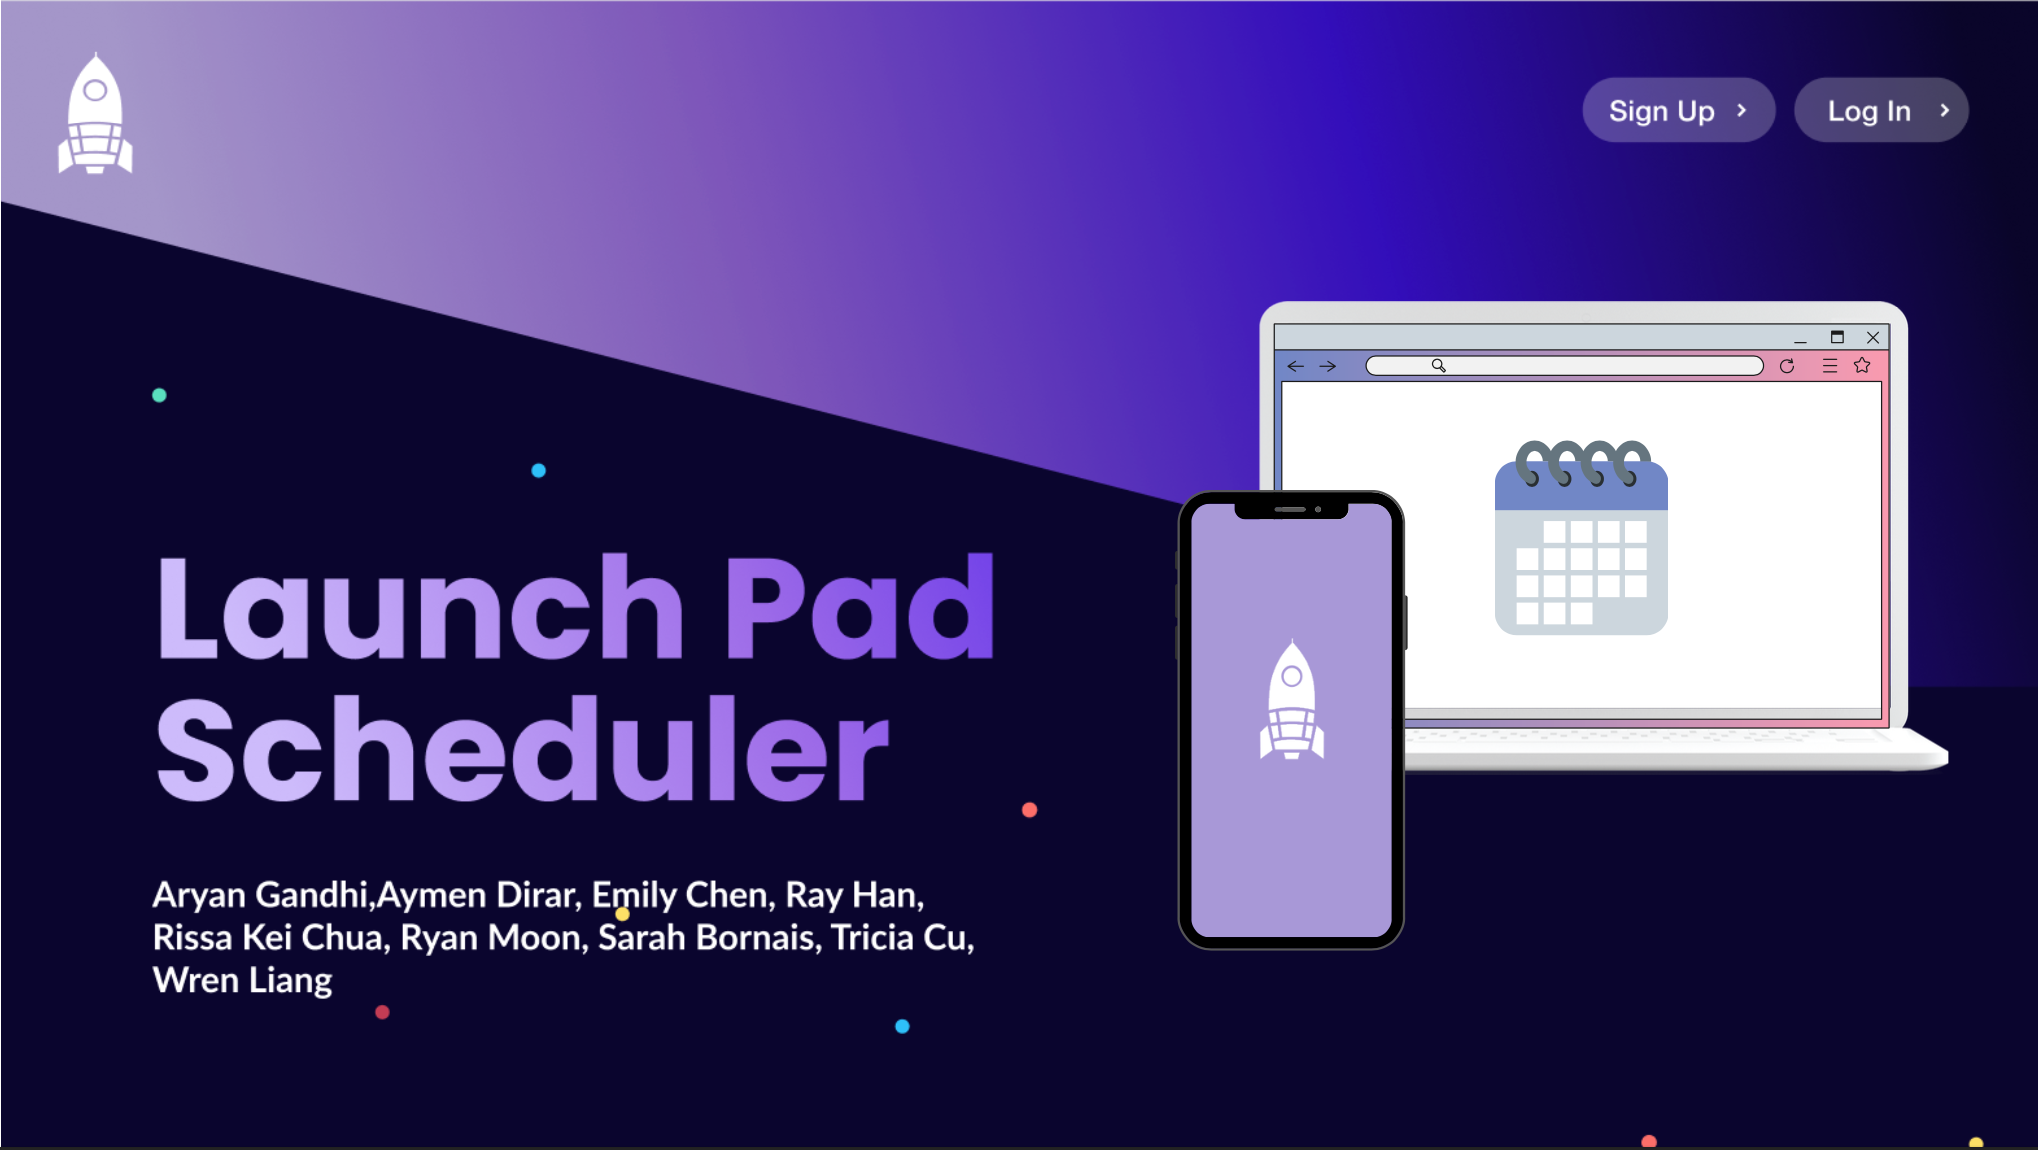 Sign Up
Log In
Launch Pad
Scheduler
Aryan Gandhi,Aymen Dirar, Emily Chen, Ray Han,
Rissa Kei Chua, Ryan Moon, Sarah Bornais, Tricia Cu,
Wren Liang